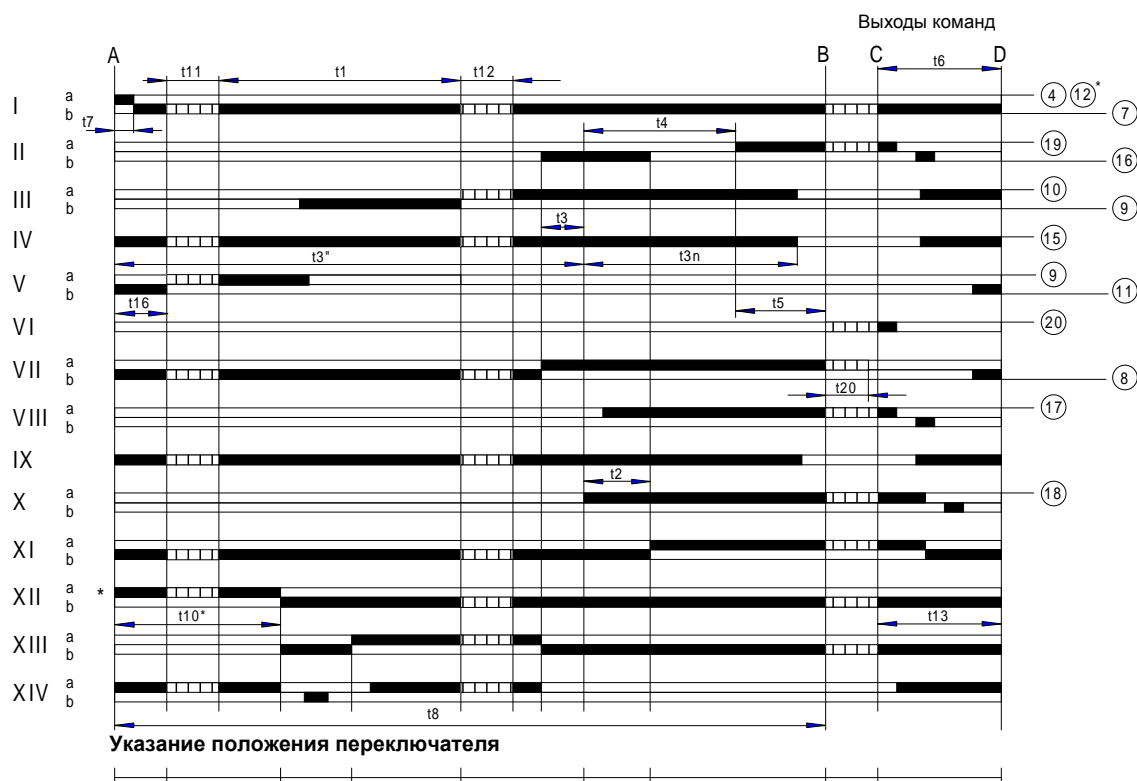 Выходы команд
A B C D
t11 t1 t12 t6
I a b 4 12 * 7
t7 t4
II a b 19 16
III a b 10 9
t3
IV 15
t3" t3n
V a b 9 11
t16 t5
VI 20
VII a b 8
t20
VIII a b 17
IX
t2
X a b 18
XI a b
XII * a b
t10* t13
XIII a b
XIV a b
t8
Указание положения переключателя